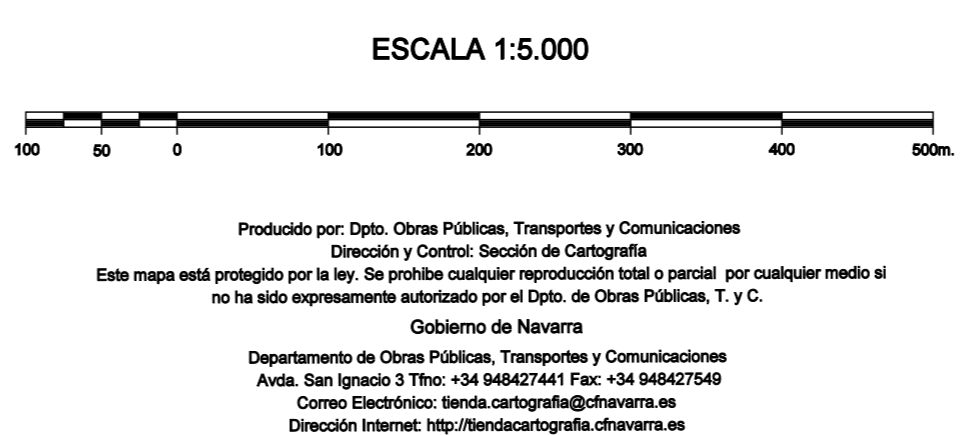 ESCALA 1:5.000
100 50 0 100 200 300 400 500m.
Producido por: Dpto. Obras Públicas, Transportes y Comunicaciones
Dirección y Control: Sección de Cartografía
Este mapa está protegido por la ley. Se prohibe cualquier reproducción total o parcial por cualquier medio si
no ha sido expresamente autorizado por el Dpto. de Obras Públicas, T. y C.
Gobierno de Navarra
Departamento de Obras Públicas, Transportes y Comunicaciones
Avda. San Ignacio 3 Tfno: +34 948427441 Fax: +34 948427549
Correo Electrónico: tienda.cartografia@cfnavarra.es
Dirección Internet: http://tiendacartografia.cfnavarra.es